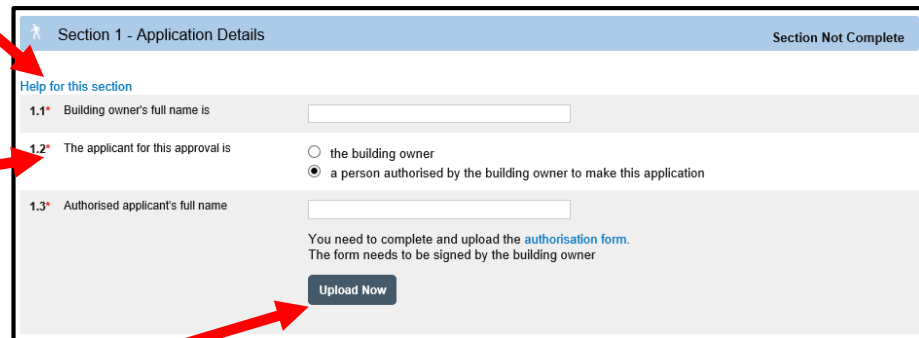 Section 1 - Application Details
Section Not Complete
Help for this section
1.1* Building owner's full name is
1.2* The applicant for this approval is
the building owner
a person authorised by the building owner to make this application
1.3* Authorised applicant's full name
You need to complete and upload the authorisation form.
The form needs to be signed by the building owner
Upload Now